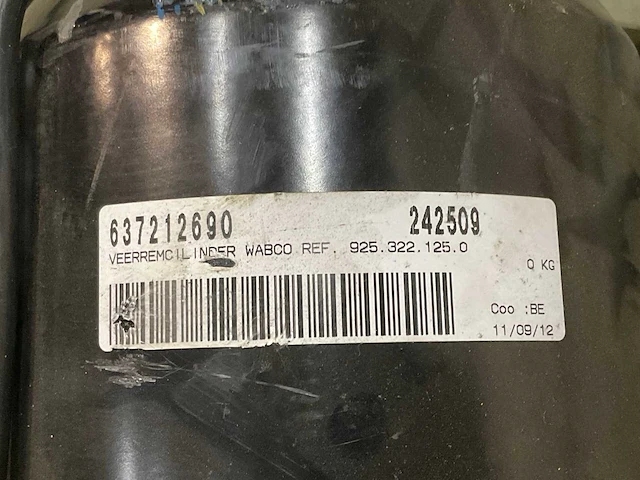 637212690 242509
VEERREMCILINDER WABCO REF. 925.322.125.0
0 KG
Coo :BE
11/09/12